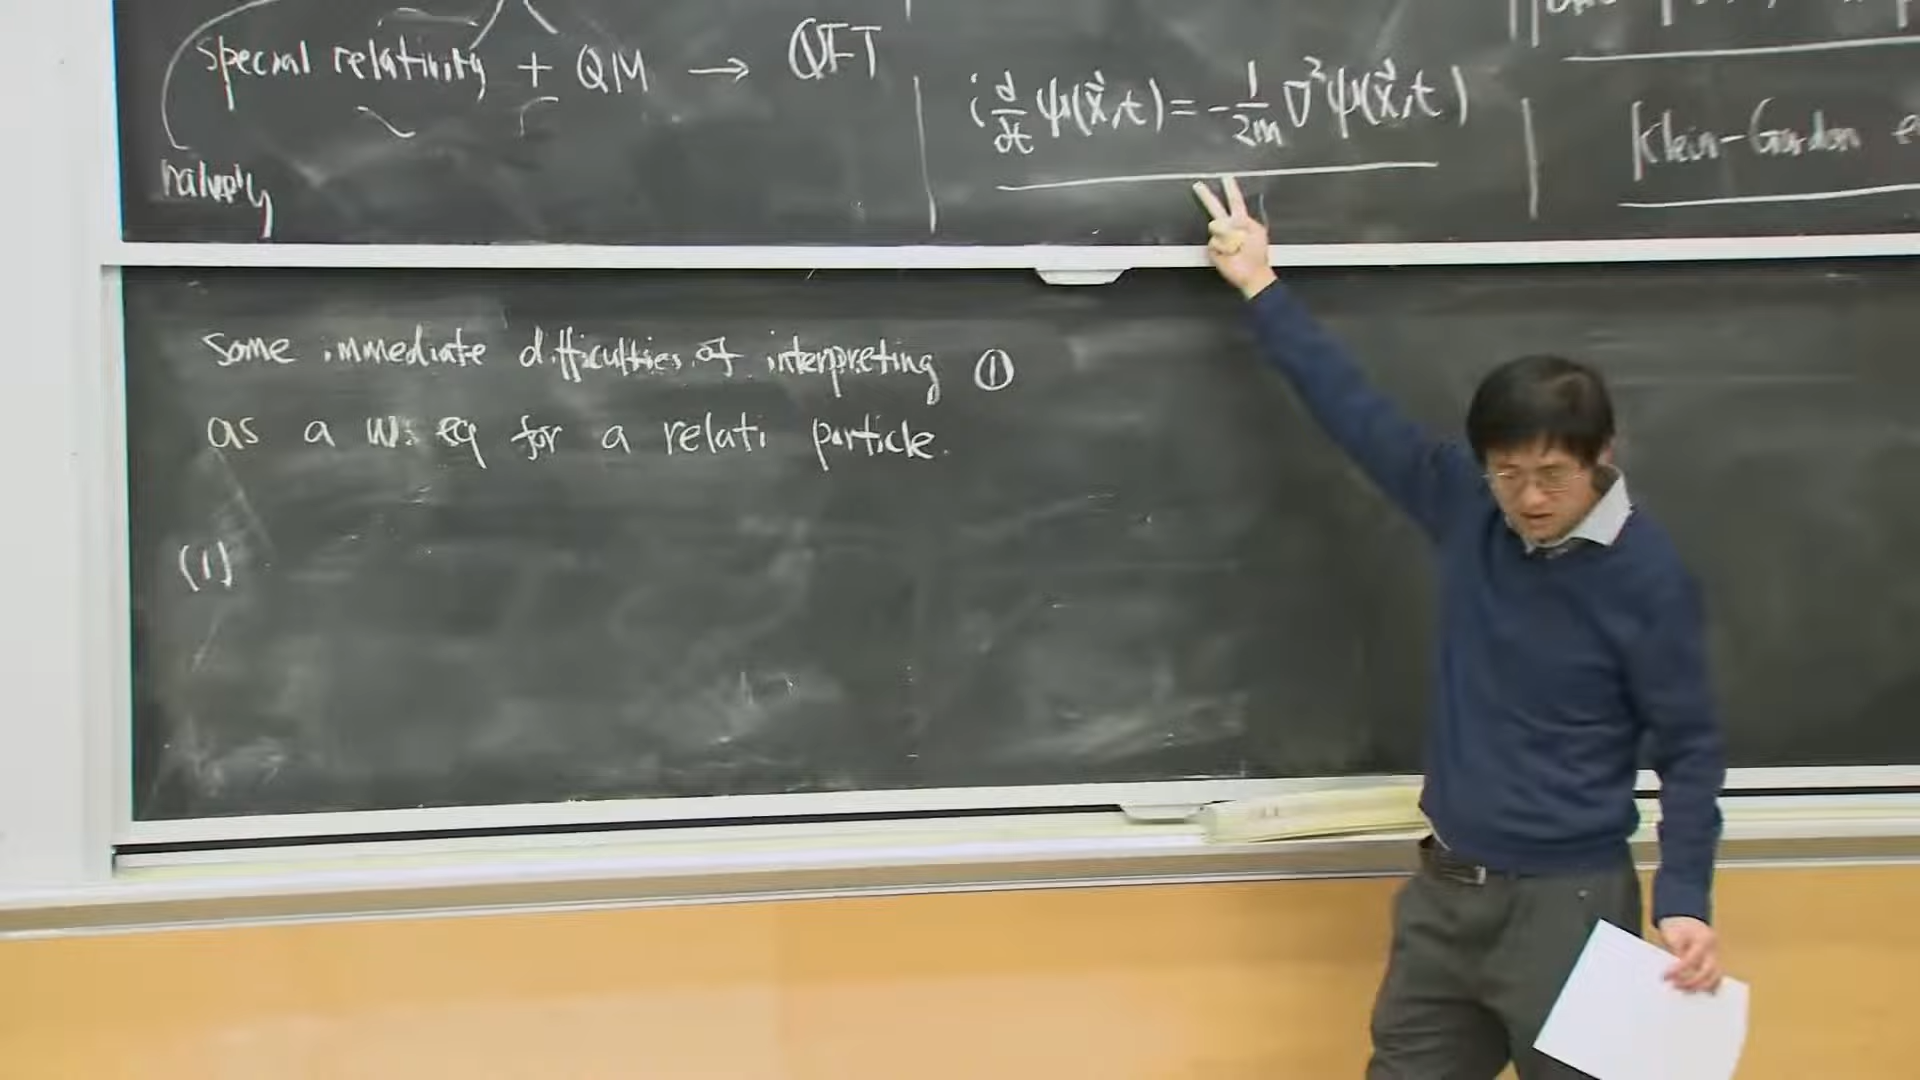 special relativity + QM → QFT
naively
i d/dt ψ(x⃗,t) = -1/2m ∇² ψ(x⃗,t)
Klein-Gordon e
Some immediate difficulties of interpreting ①
as a w. eq for a relati particle.
(1)